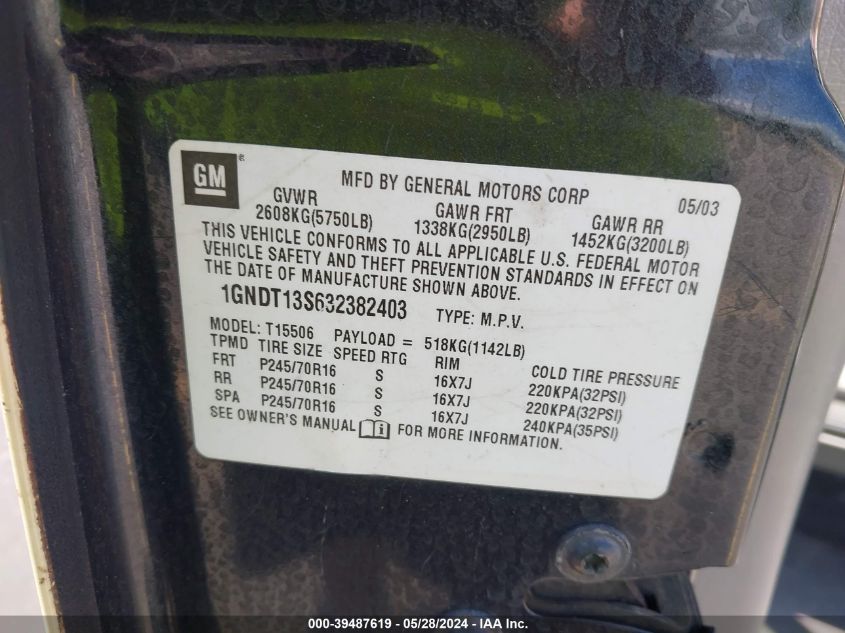 GM®
MFD BY GENERAL MOTORS CORP 05/03
GVWR GAWR FRT GAWR RR
2608KG(5750LB) 1338KG(2950LB) 1452KG(3200LB)
THIS VEHICLE CONFORMS TO ALL APPLICABLE U.S. FEDERAL MOTOR
VEHICLE SAFETY AND THEFT PREVENTION STANDARDS IN EFFECT ON
THE DATE OF MANUFACTURE SHOWN ABOVE.
1GNDT13S632382403 TYPE: M.P.V.
MODEL: T15506 PAYLOAD = 518KG(1142LB)
TPMD TIRE SIZE SPEED RTG RIM COLD TIRE PRESSURE
FRT P245/70R16 S 16X7J 220KPA(32PSI)
RR P245/70R16 S 16X7J 220KPA(32PSI)
SPA P245/70R16 S 16X7J 240KPA(35PSI)
SEE OWNER'S MANUAL i FOR MORE INFORMATION.
000-39487619 - 05/28/2024 - IAA Inc.